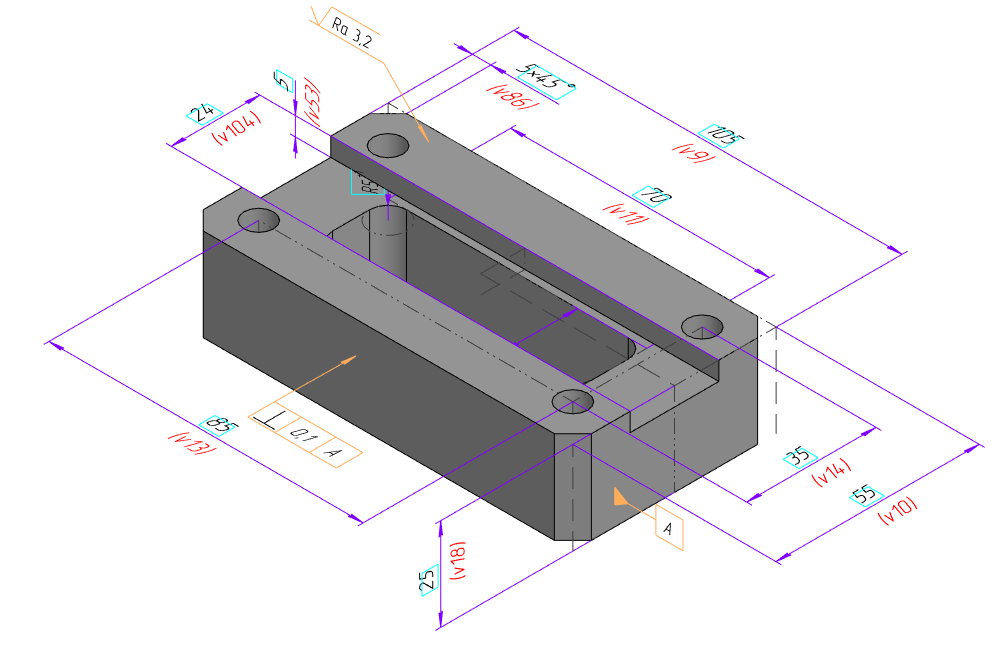 Ra 3,2
5x45°
(v86)
105
(v9)
5
(v53)
24
(v104)
70
(v11)
85
(v13)
0,1 A
35
(v14)
55
(v10)
A
25
(v18)